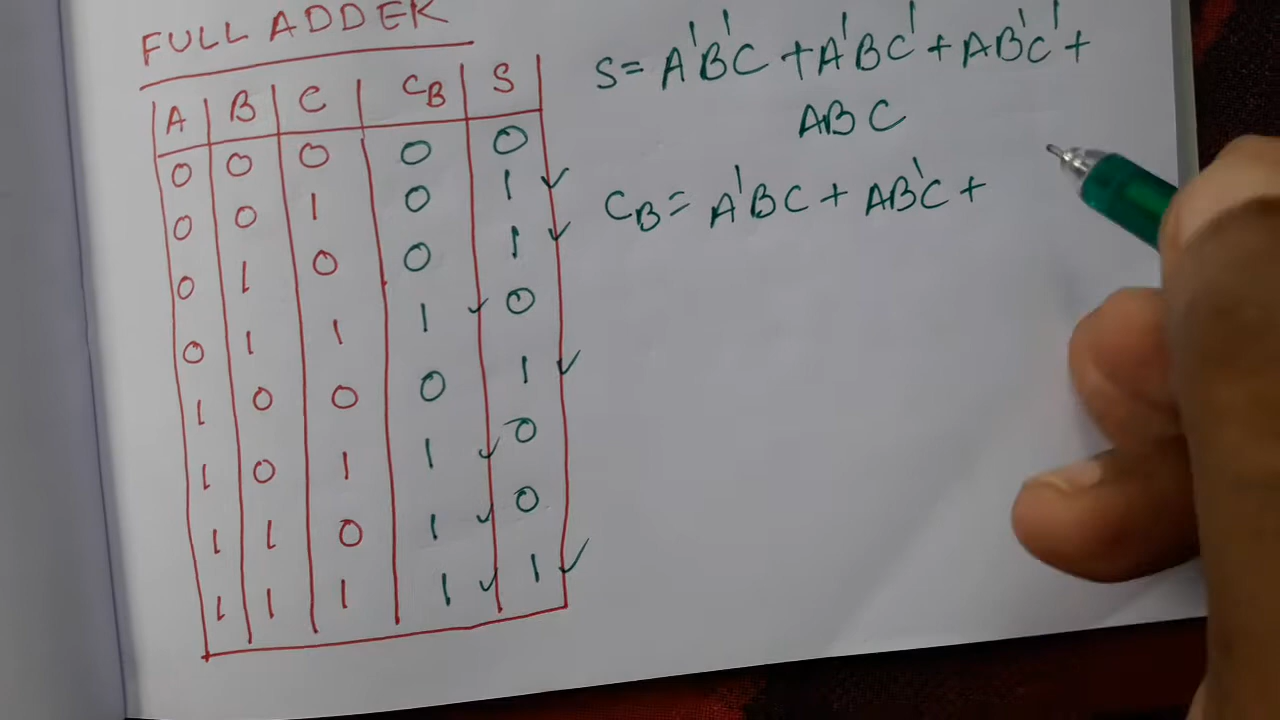 FULL ADDER
A B C CB S
0 0 0 0 0
0 0 1 0 1
0 1 0 0 1
0 1 1 1 0
1 0 0 0 1
1 0 1 1 0
1 1 0 1 0
1 1 1 1 1
S = A'B'C + A'BC' + AB'C' +
ABC
CB = A'BC + AB'C +